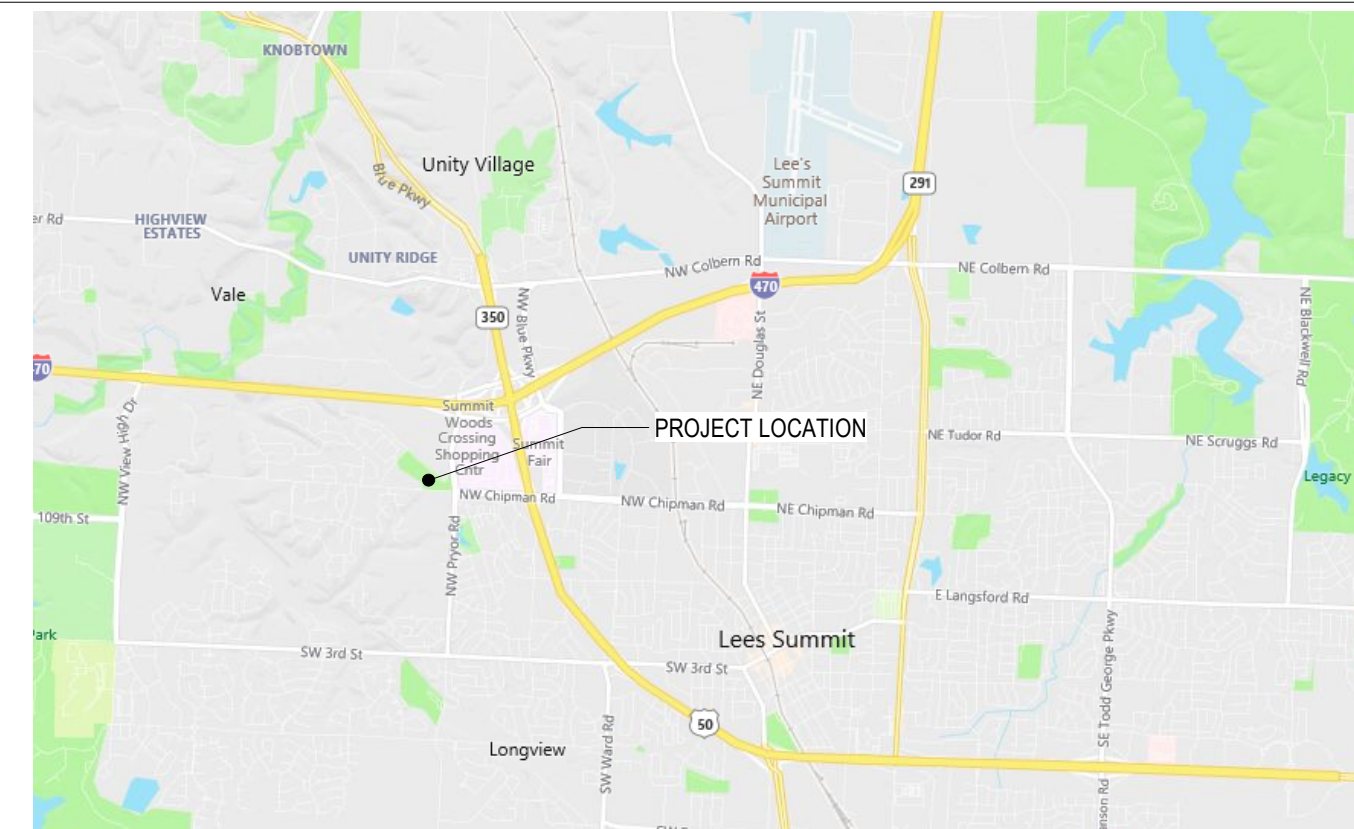 KNOBTOWN
Unity Village
Blue Pkwy
Lee's
Summit
Municipal
Airport
291
er Rd
HIGHVIEW
ESTATES
UNITY RIDGE
NW Colbern Rd
NE Colbern Rd
470
Vale
350
NW Blue Pkwy
NE Douglas St
NE Blackwell Rd
70
NW View High Dr
Summit
Woods
Crossing
Shopping
Cntr
Summit
Fair
PROJECT LOCATION
NE Tudor Rd
NE Scruggs Rd
Legacy
NW Chipman Rd
NW Chipman Rd
NE Chipman Rd
109th St
NW Pryor Rd
E Langsford Rd
Park
SW 3rd St
Lees Summit
SW 3rd St
SE Todd George Pkwy
50
Longview
SW Ward Rd
nson Rd